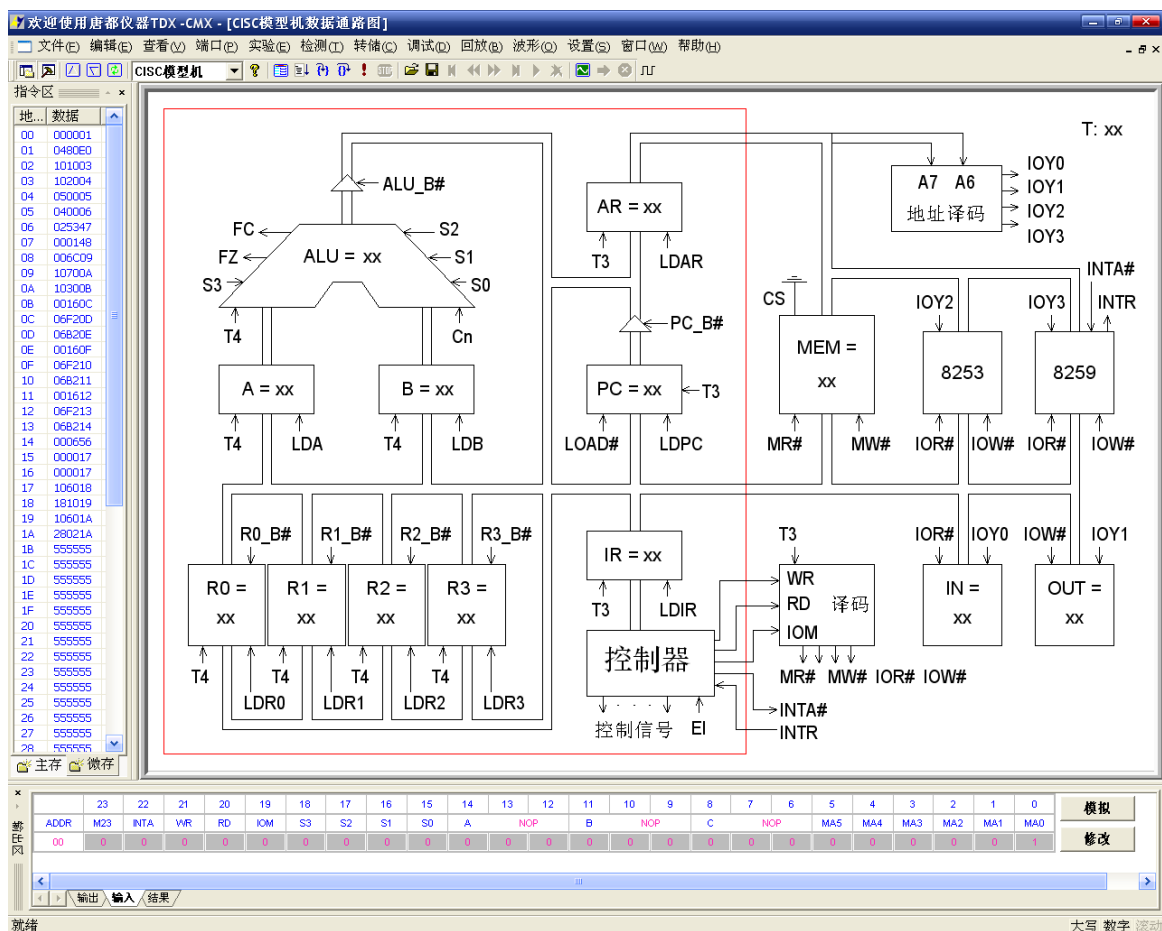 欢迎使用唐都仪器TDX -CMX - [CISC模型机数据通路图]
文件(F) 编辑(E) 查看(V) 端口(P) 实验(E) 检测(T) 转储(C) 调试(D) 回放(B) 波形(O) 设置(S) 窗口(W) 帮助(H)
CISC模型机
指令区
地... 数据
00 000001
01 0480E0
02 101003
03 102004
04 050005
05 040006
06 025347
07 000148
08 006C09
09 10700A
0A 10300B
0B 00160C
0C 06F20D
0D 06B20E
0E 00160F
0F 06F210
10 06B211
11 001612
12 06F213
13 06B214
14 000656
15 000017
16 000017
17 106018
18 181019
19 10601A
1A 28021A
1B 555555
1C 555555
1D 555555
1E 555555
1F 555555
20 555555
21 555555
22 555555
23 555555
24 555555
25 555555
26 555555
27 555555
28 555555
主存 微存
T: xx
ALU_B#
FC
S2
FZ
ALU = xx
S1
S3
S0
T4
Cn
A = xx
B = xx
T4 LDA
T4 LDB
AR = xx
T3 LDAR
PC_B#
PC = xx
T3
LOAD# LDPC
A7 A6
地址译码
IOY0
IOY1
IOY2
IOY3
CS
MEM =
xx
MR# MW#
IOY2
8253
IOR# IOW#
INTA#
IOY3 INTR
8259
IOR# IOW#
R0_B# R1_B# R2_B# R3_B#
R0 = R1 = R2 = R3 =
xx xx xx xx
T4 T4 T4 T4
LDR0 LDR1 LDR2 LDR3
IR = xx
T3 LDIR
控制器
· · ·
控制信号 EI
T3
WR
RD 译码
IOM
MR# MW# IOR# IOW#
INTA#
INTR
IOR# IOY0 IOW# IOY1
IN = OUT =
xx xx
23 22 21 20 19 18 17 16 15 14 13 12 11 10 9 8 7 6 5 4 3 2 1 0
ADDR M23 INTA WR RD IOM S3 S2 S1 S0 A NOP B NOP C NOP MA5 MA4 MA3 MA2 MA1 MA0
00 0 0 0 0 0 0 0 0 0 0 0 0 0 0 0 0 0 0 0 0 0 0 0 1
模拟
修改
输出 输入 结果
就绪
大写 数字 滚动